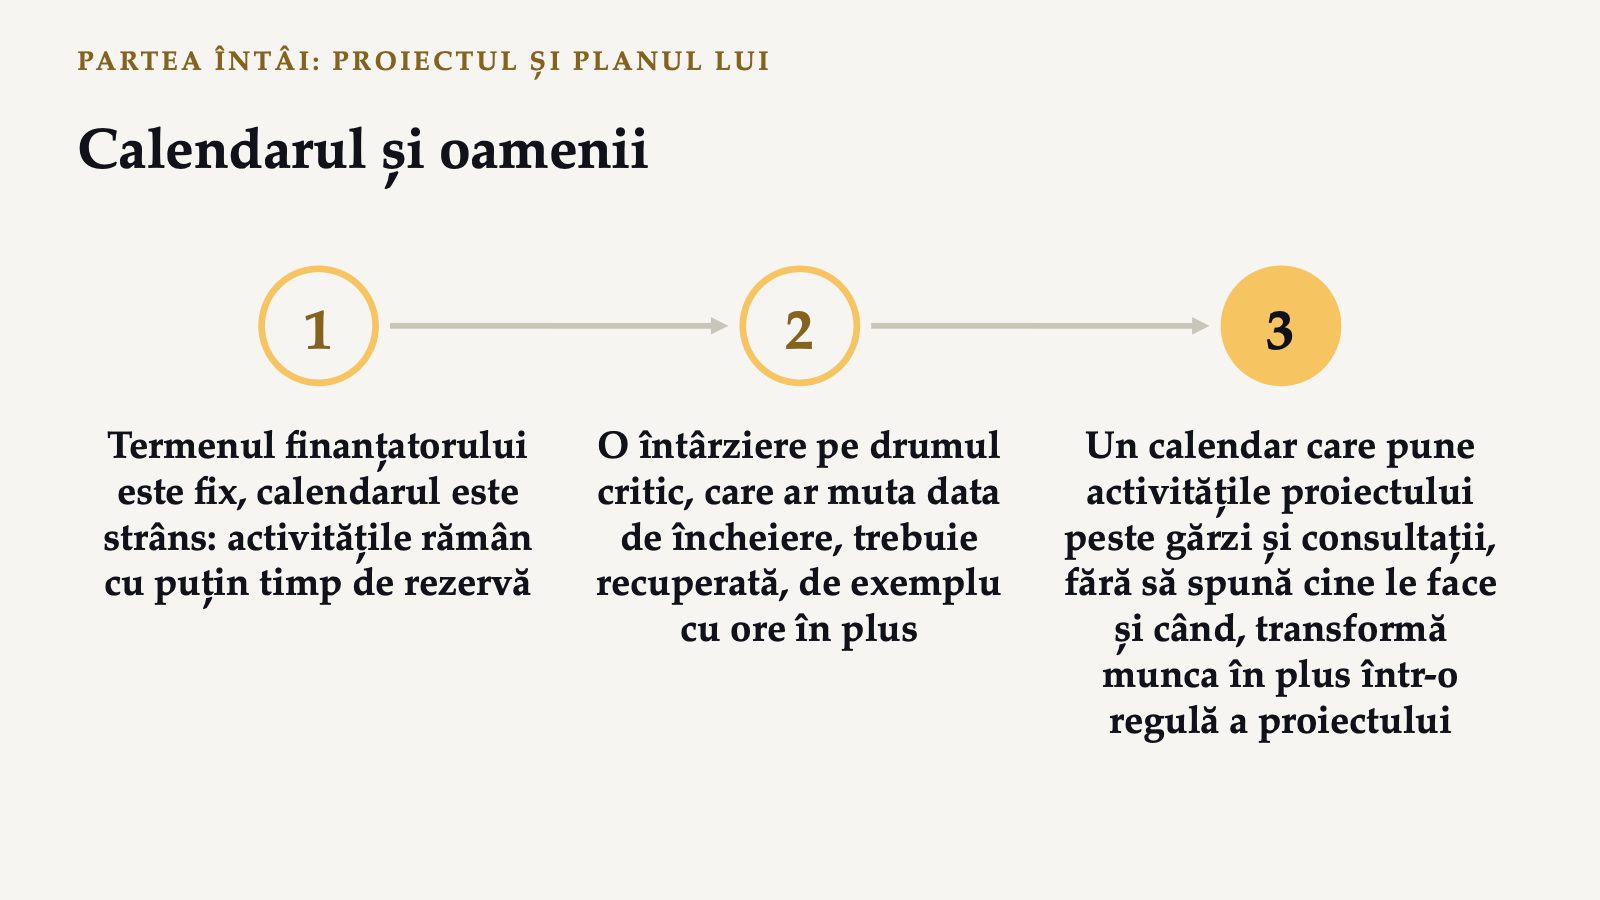 PARTEA ÎNTÂI: PROIECTUL ȘI PLANUL LUI
Calendarul și oamenii
1
2
3
Termenul finanțatorului
este fix, calendarul este
strâns: activitățile rămân
cu puțin timp de rezervă
O întârziere pe drumul
critic, care ar muta data
de încheiere, trebuie
recuperată, de exemplu
cu ore în plus
Un calendar care pune
activitățile proiectului
peste gărzi și consultații,
fără să spună cine le face
și când, transformă
munca în plus într-o
regulă a proiectului